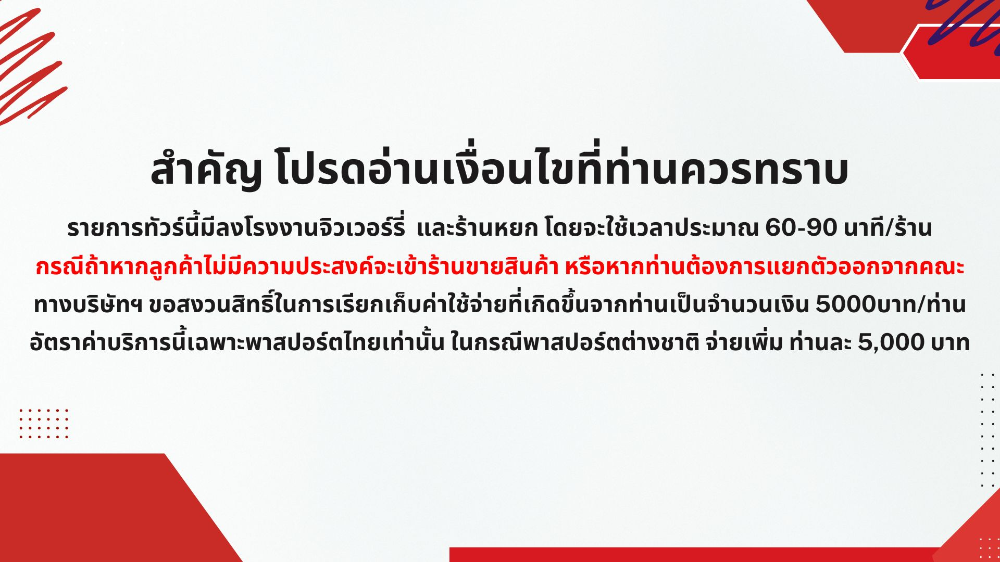 สำคัญ โปรดอ่านเงื่อนไขที่ท่านควรทราบ
รายการทัวร์นี้มีลงโรงงานจิวเวอร์รี่ และร้านหยก โดยจะใช้เวลาประมาณ 60-90 นาที/ร้าน
กรณีถ้าหากลูกค้าไม่มีความประสงค์จะเข้าร้านขายสินค้า หรือหากท่านต้องการแยกตัวออกจากคณะ
ทางบริษัทฯ ขอสงวนสิทธิ์ในการเรียกเก็บค่าใช้จ่ายที่เกิดขึ้นจากท่านเป็นจำนวนเงิน 5000บาท/ท่าน
อัตราค่าบริการนี้เฉพาะพาสปอร์ตไทยเท่านั้น ในกรณีพาสปอร์ตต่างชาติ จ่ายเพิ่ม ท่านละ 5,000 บาท